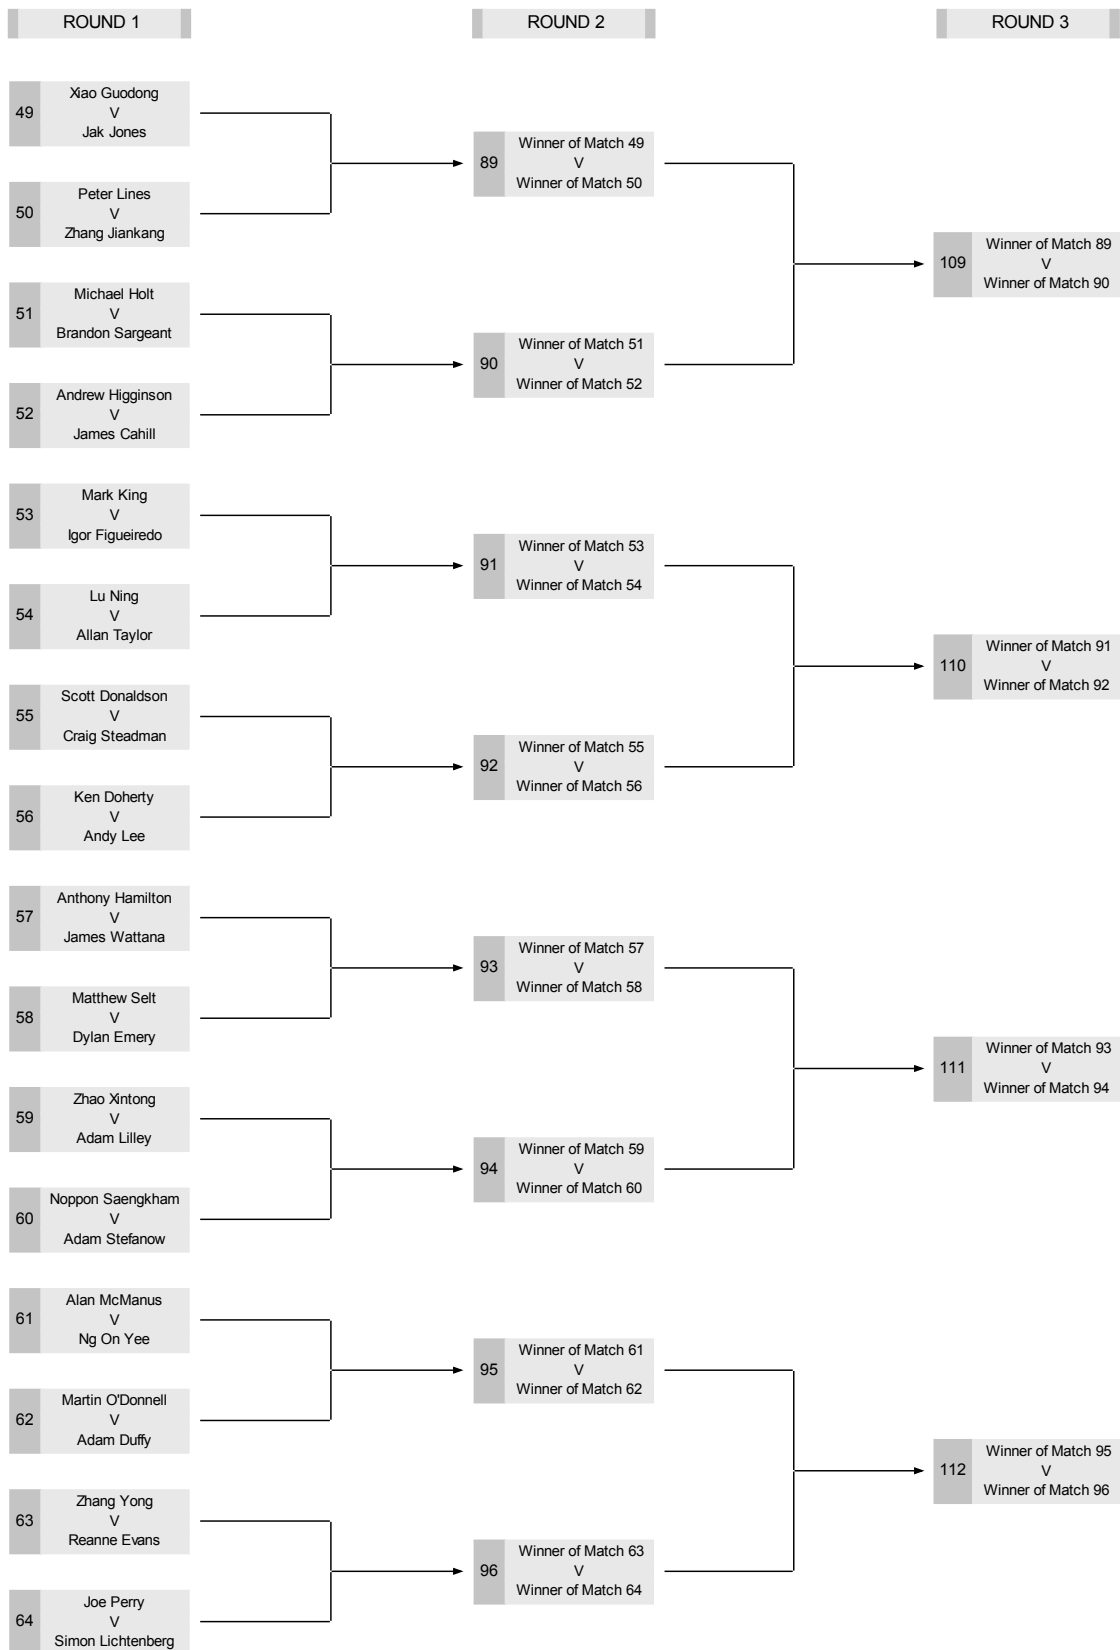 ROUND 1
ROUND 2
ROUND 3
49
Xiao Guodong
V
Jak Jones
50
Peter Lines
V
Zhang Jiankang
51
Michael Holt
V
Brandon Sargeant
52
Andrew Higginson
V
James Cahill
53
Mark King
V
Igor Figueiredo
54
Lu Ning
V
Allan Taylor
55
Scott Donaldson
V
Craig Steadman
56
Ken Doherty
V
Andy Lee
57
Anthony Hamilton
V
James Wattana
58
Matthew Selt
V
Dylan Emery
59
Zhao Xintong
V
Adam Lilley
60
Noppon Saengkham
V
Adam Stefanow
61
Alan McManus
V
Ng On Yee
62
Martin O'Donnell
V
Adam Duffy
63
Zhang Yong
V
Reanne Evans
64
Joe Perry
V
Simon Lichtenberg
89
Winner of Match 49
V
Winner of Match 50
90
Winner of Match 51
V
Winner of Match 52
91
Winner of Match 53
V
Winner of Match 54
92
Winner of Match 55
V
Winner of Match 56
93
Winner of Match 57
V
Winner of Match 58
94
Winner of Match 59
V
Winner of Match 60
95
Winner of Match 61
V
Winner of Match 62
96
Winner of Match 63
V
Winner of Match 64
109
Winner of Match 89
V
Winner of Match 90
110
Winner of Match 91
V
Winner of Match 92
111
Winner of Match 93
V
Winner of Match 94
112
Winner of Match 95
V
Winner of Match 96